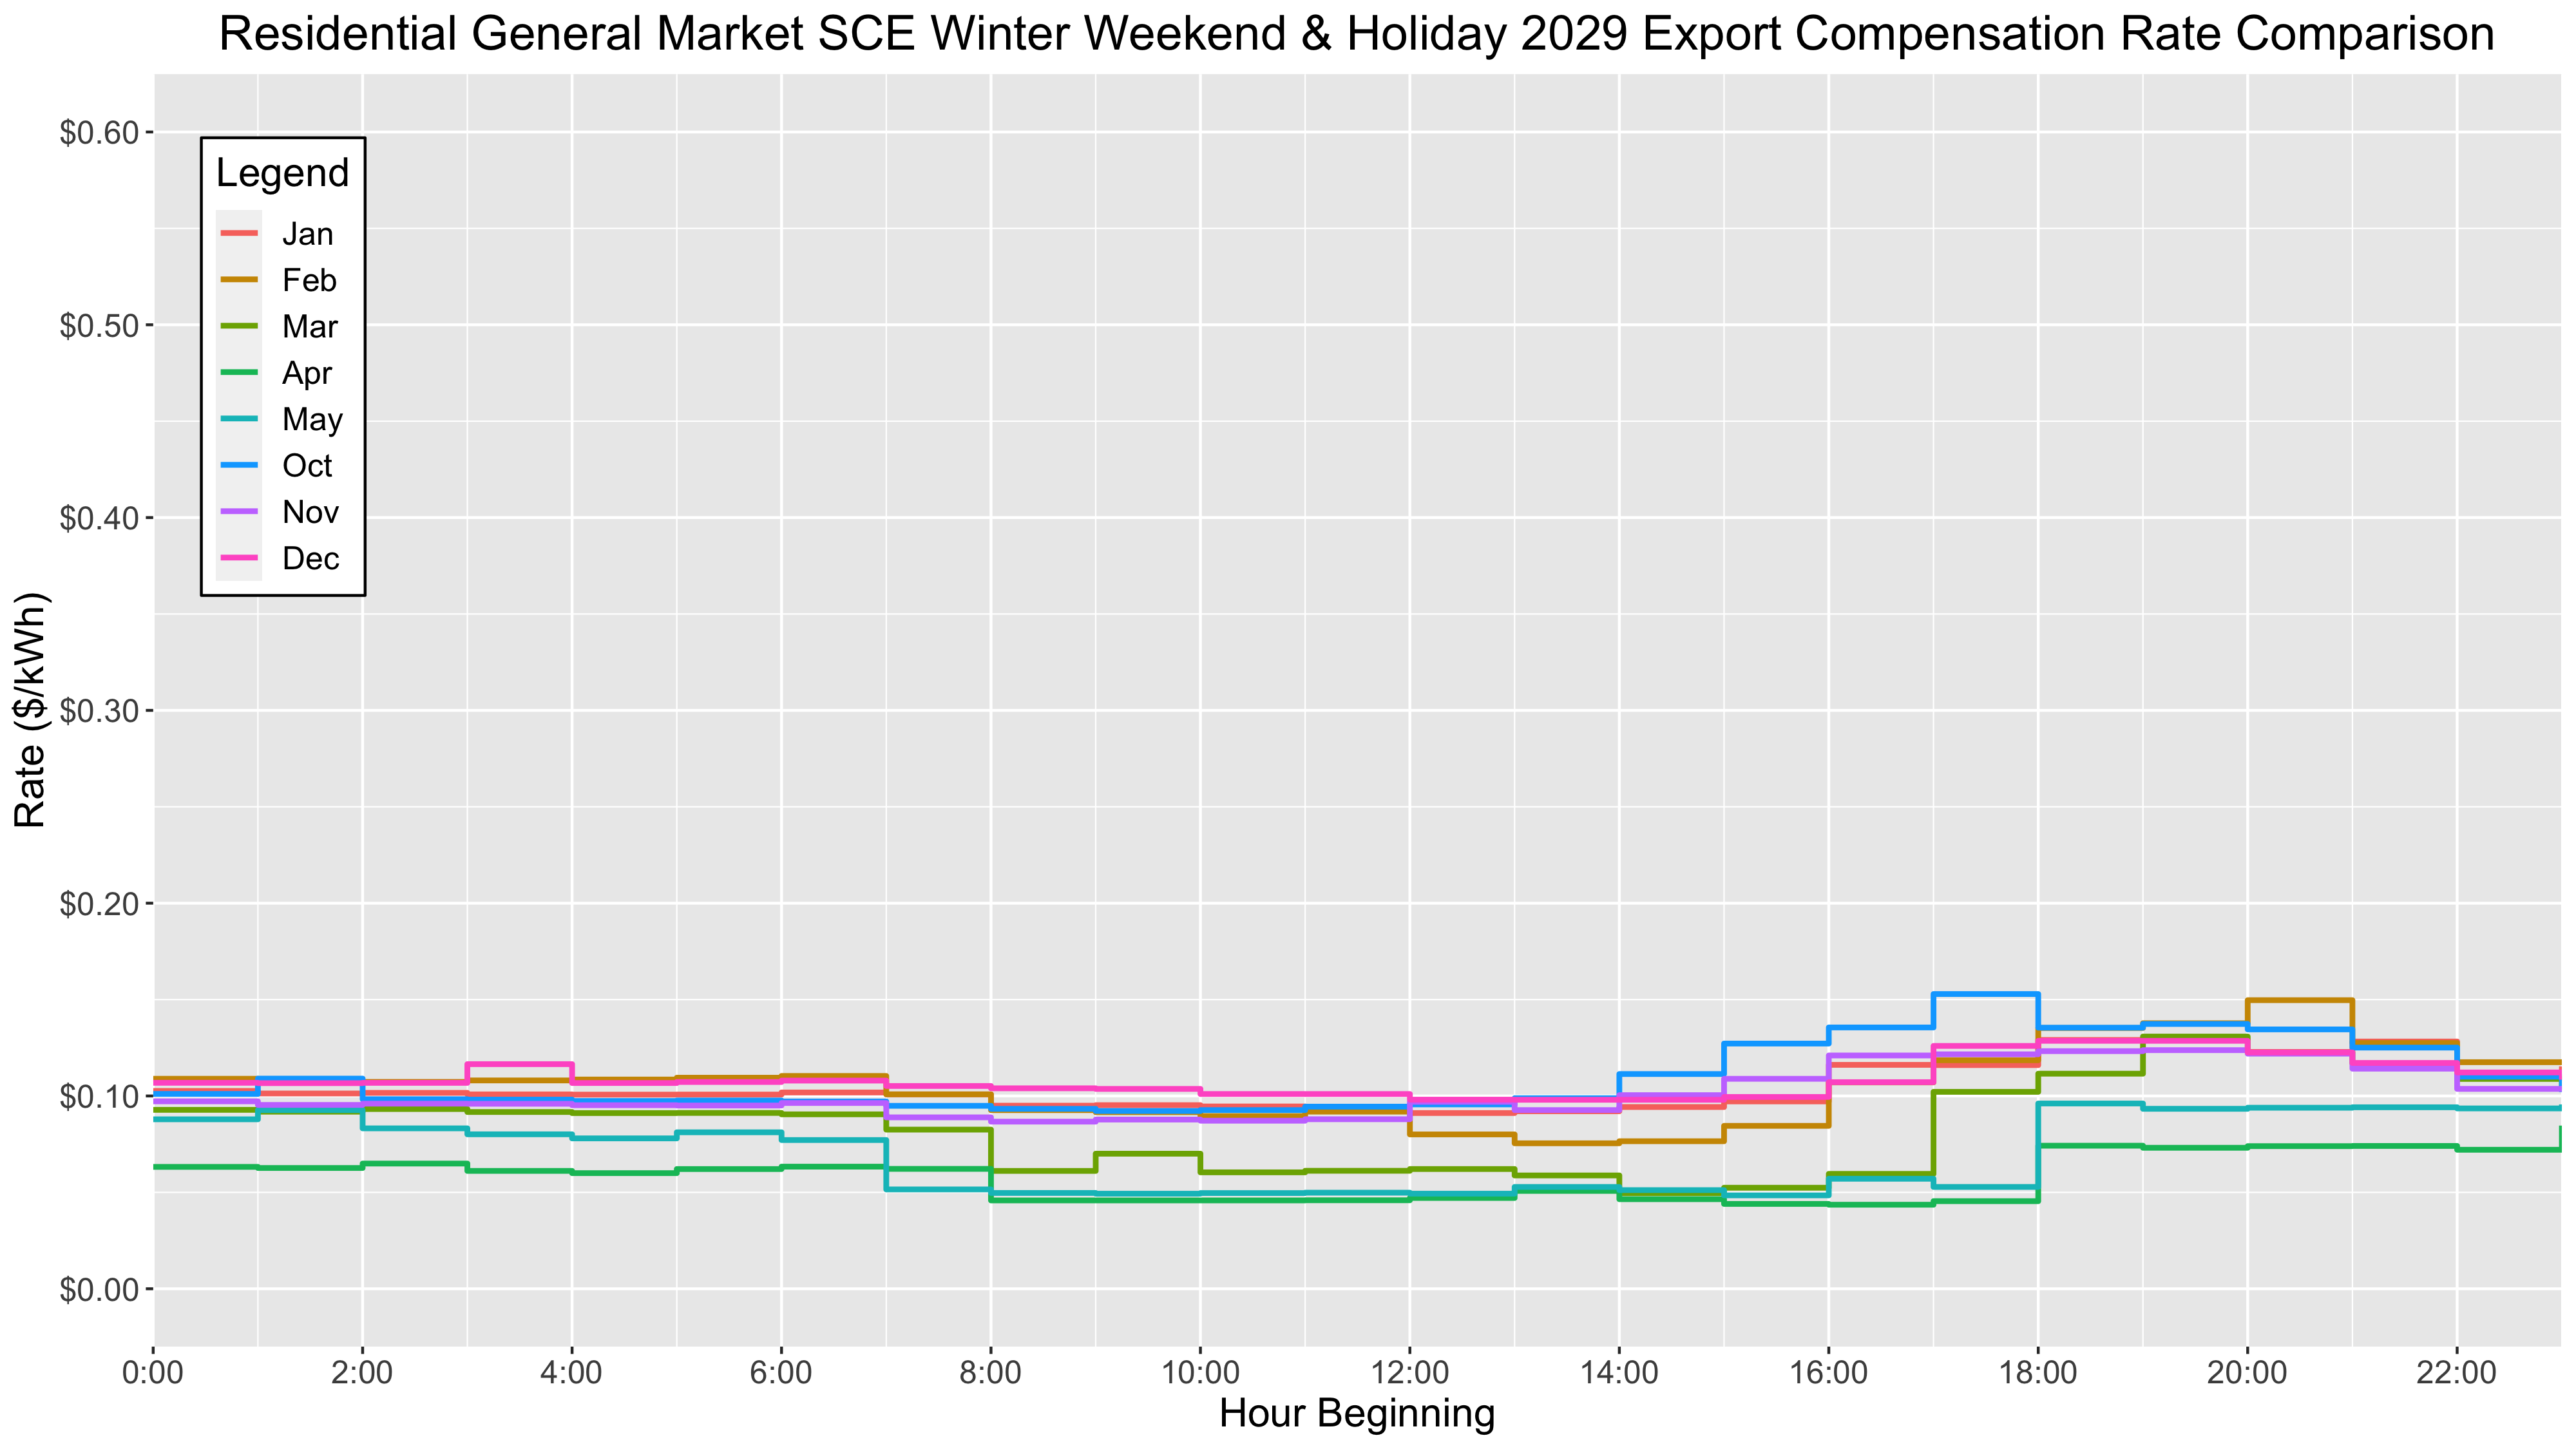 Residential General Market SCE Winter Weekend & Holiday 2029 Export Compensation Rate Comparison
$0.60
$0.50
$0.40
$0.30
$0.20
$0.10
$0.00
Rate ($/kWh)
Legend
Jan
Feb
Mar
Apr
May
Oct
Nov
Dec
0:00 2:00 4:00 6:00 8:00 10:00 12:00 14:00 16:00 18:00 20:00 22:00
Hour Beginning